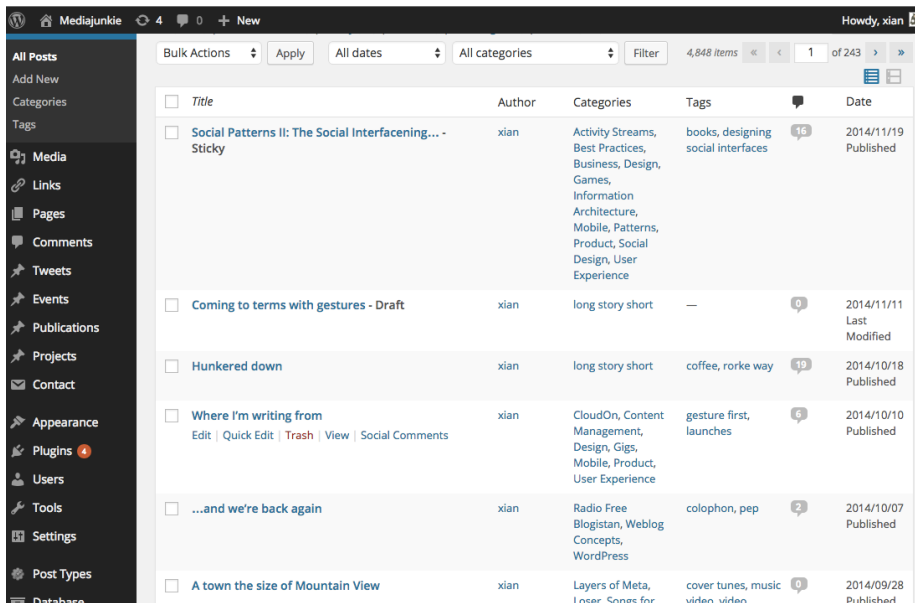 Mediajunkie 4 0 + New Howdy, xian
All Posts
Add New
Categories
Tags
Media
Links
Pages
Comments
Tweets
Events
Publications
Projects
Contact
Appearance
Plugins 4
Users
Tools
Settings
Post Types
Database
Bulk Actions Apply All dates All categories Filter 4,848 items « ‹ 1 of 243 › »
Title Author Categories Tags Date
Social Patterns II: The Social Interfacening... - xian Activity Streams, books, designing 16 2014/11/19
Sticky Best Practices, social interfaces Published
Business, Design,
Games,
Information
Architecture,
Mobile, Patterns,
Product, Social
Design, User
Experience
Coming to terms with gestures - Draft xian long story short — 0 2014/11/11
Last
Modified
Hunkered down xian long story short coffee, rorke way 19 2014/10/18
Published
Where I'm writing from xian CloudOn, Content gesture first, 6 2014/10/10
Edit | Quick Edit | Trash | View | Social Comments Management, launches Published
Design, Gigs,
Mobile, Product,
User Experience
...and we're back again xian Radio Free colophon, pep 2 2014/10/07
Blogistan, Weblog Published
Concepts,
WordPress
A town the size of Mountain View xian Layers of Meta, cover tunes, music 0 2014/09/28
Loser, Songs for video, video Published